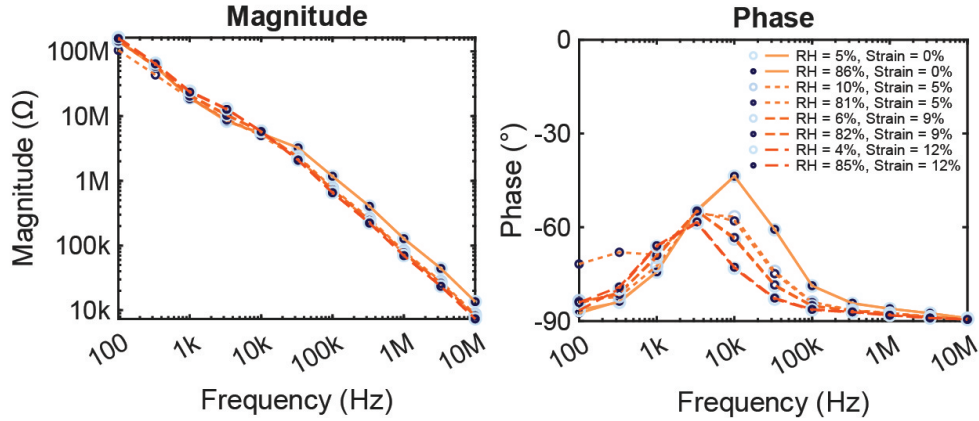 Magnitude
Magnitude (Ω)
100M
10M
1M
100k
10k
100
1k
10k
100k
1M
10M
Frequency (Hz)
Phase
Phase (°)
0
-30
-60
-90
RH = 5%, Strain = 0%
RH = 86%, Strain = 0%
RH = 10%, Strain = 5%
RH = 81%, Strain = 5%
RH = 6%, Strain = 9%
RH = 82%, Strain = 9%
RH = 4%, Strain = 12%
RH = 85%, Strain = 12%
100
1k
10k
100k
1M
10M
Frequency (Hz)